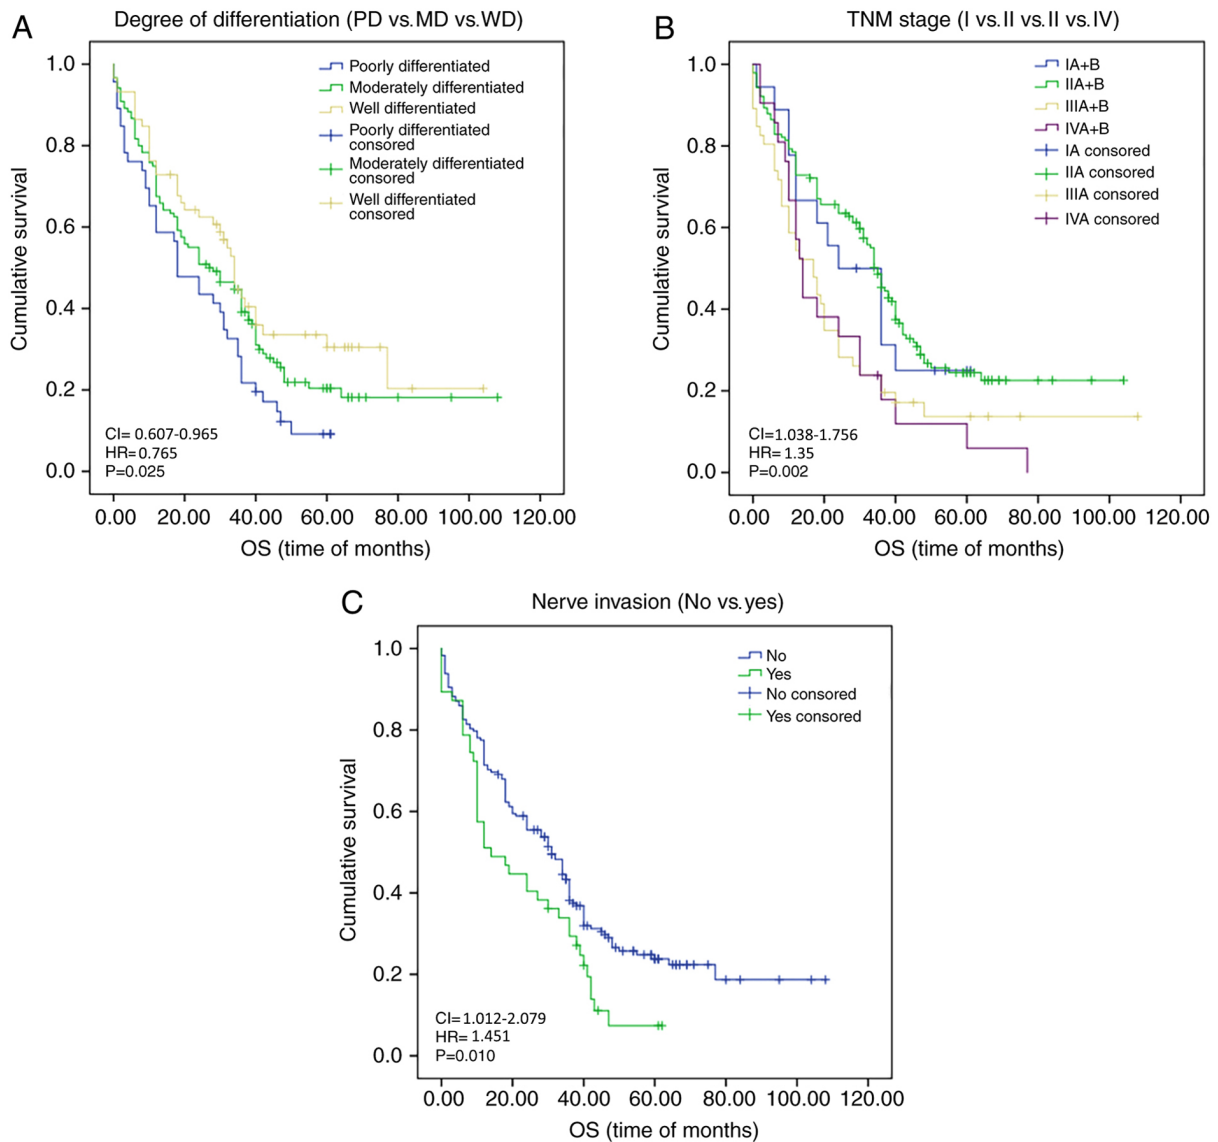 A
Degree of differentiation (PD vs.MD vs.WD)
Cumulative survival
1.0
0.8
0.6
0.4
0.2
0.0
Poorly differentiated
Moderately differentiated
Well differentiated
Poorly differentiated
consored
Moderately differentiated
consored
Well differentiated
consored
CI= 0.607-0.965
HR=0.765
P=0.025
0.00 20.00 40.00 60.00 80.00 100.00 120.00
OS (time of months)
B
TNM stage (I vs.II vs.II vs.IV)
Cumulative survival
1.0
0.8
0.6
0.4
0.2
0.0
IA+B
IIA+B
IIIA+B
IVA+B
IA consored
IIA consored
IIIA consored
IVA consored
CI=1.038-1.756
HR= 1.35
P=0.002
0.00 20.00 40.00 60.00 80.00 100.00 120.00
OS (time of months)
C
Nerve invasion (No vs.yes)
Cumulative survival
1.0
0.8
0.6
0.4
0.2
0.0
No
Yes
No consored
Yes consored
CI=1.012-2.079
HR= 1.451
P=0.010
0.00 20.00 40.00 60.00 80.00 100.00 120.00
OS (time of months)